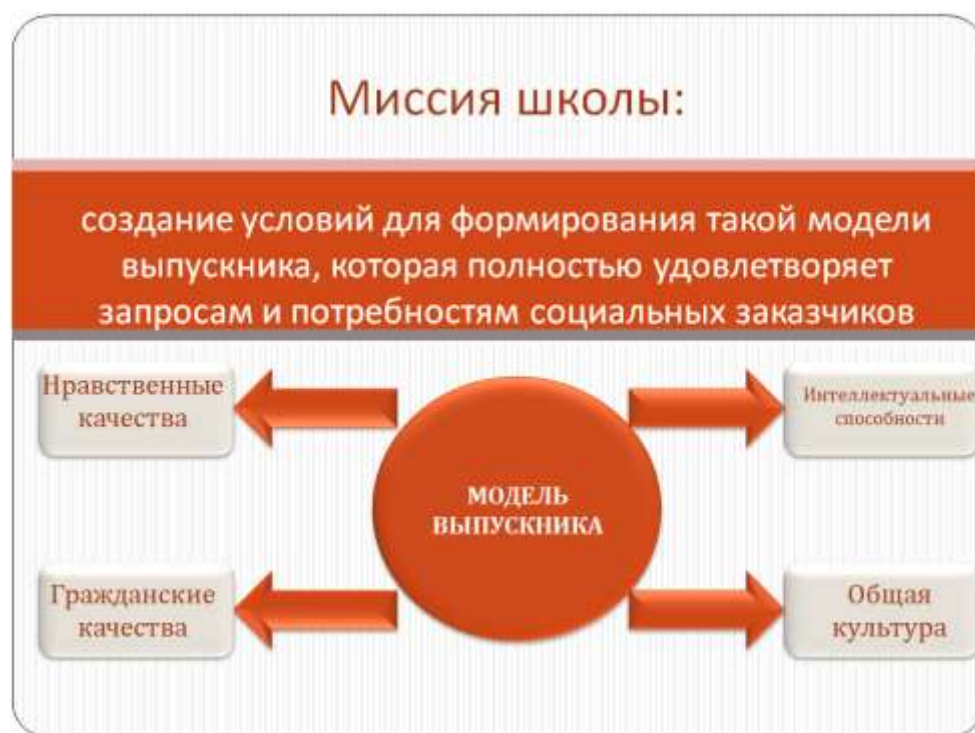 Миссия школы:
создание условий для формирования такой модели
выпускника, которая полностью удовлетворяет
запросам и потребностям социальных заказчиков
Нравственные
качества
Интеллектуальные
способности
МОДЕЛЬ
ВЫПУСКНИКА
Гражданские
качества
Общая
культура